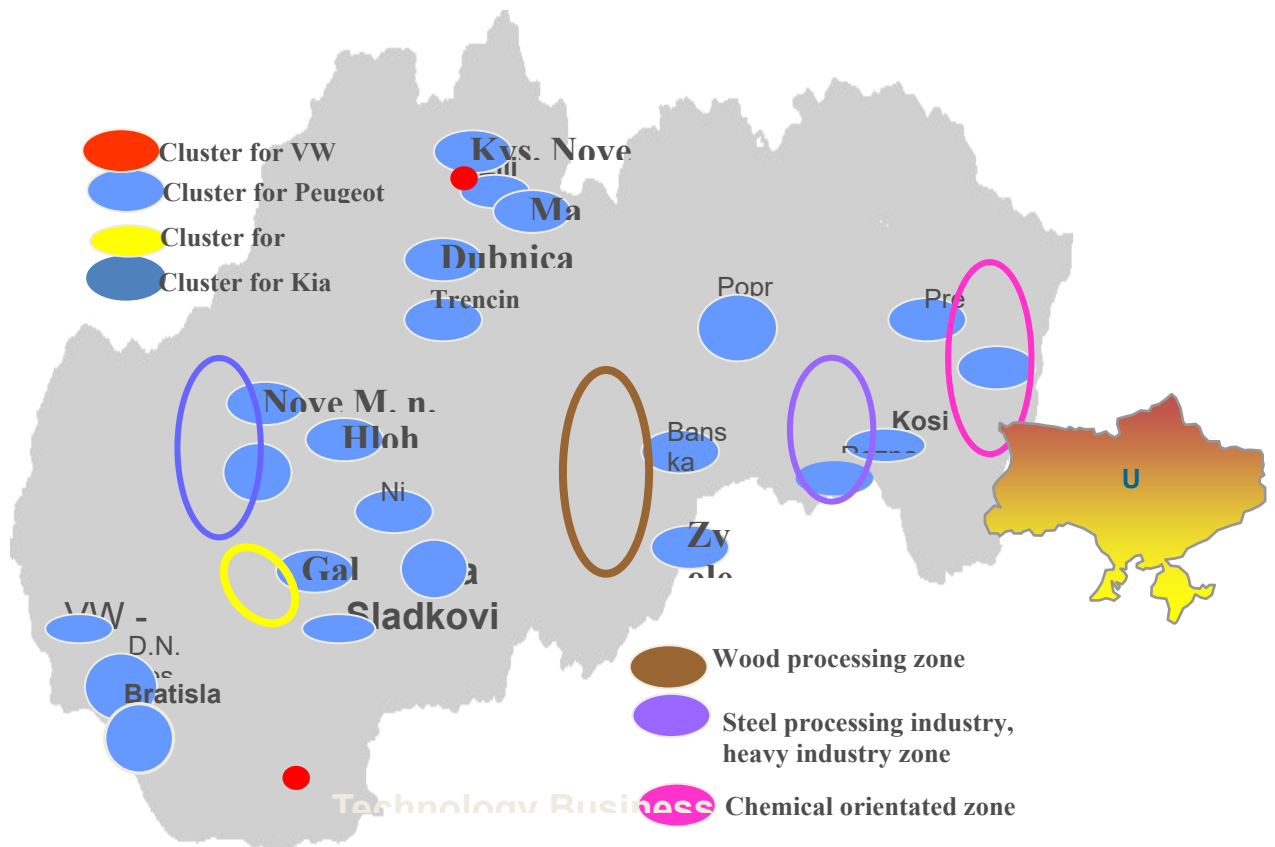 Cluster for VW
Cluster for Peugeot
Cluster for
Cluster for Kia
Kys. Nove
Ma
Dubnica
Trencin
Popr
Pre
Nove M. n.
Hloh
Bans
ka
Kosi
Ni
U
Zv
ole
Gal
a
Sladkovi
VW -
D.N.
es
Bratisla
Wood processing zone
Steel processing industry,
heavy industry zone
Chemical orientated zone
Technology Business